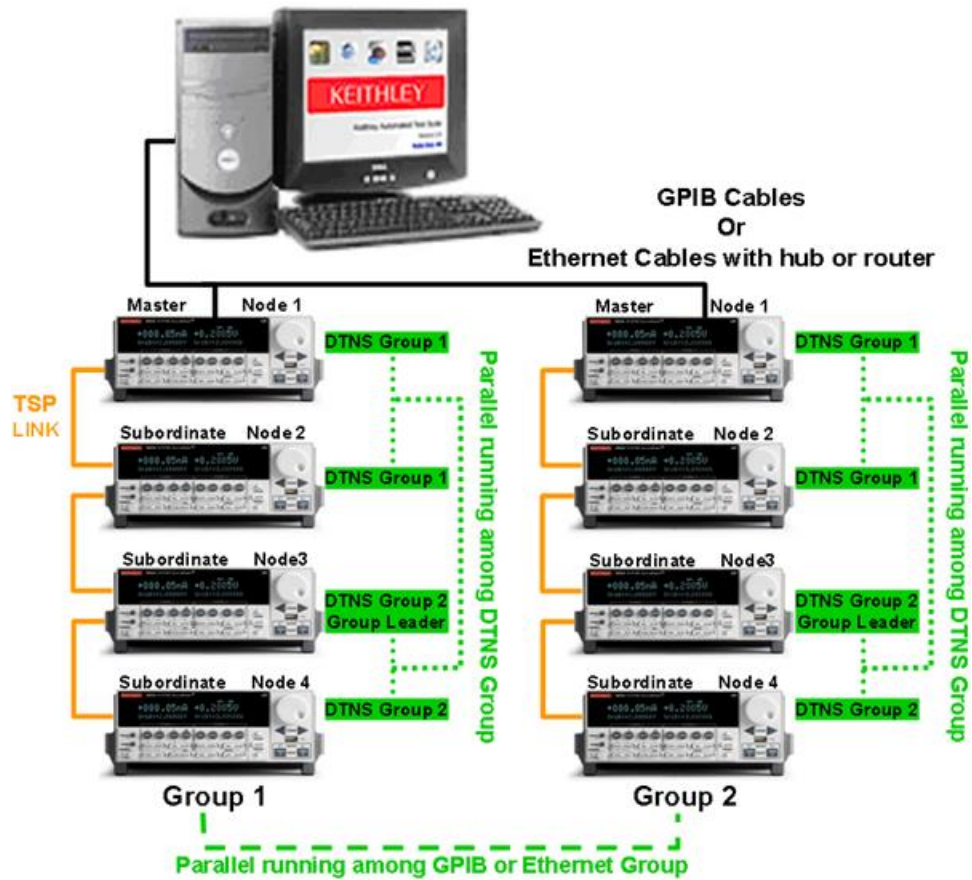 KEITHLEY
Keithley Automated Test Suite
GPIB Cables
Or
Ethernet Cables with hub or router
Master Node 1
DTNS Group 1
TSP
LINK
Subordinate Node 2
DTNS Group 1
Subordinate Node3
DTNS Group 2
Group Leader
Subordinate Node 4
DTNS Group 2
Parallel running among DTNS Group
Group 1
Master Node 1
DTNS Group 1
Subordinate Node 2
DTNS Group 1
Subordinate Node3
DTNS Group 2
Group Leader
Subordinate Node 4
DTNS Group 2
Parallel running among DTNS Group
Group 2
Parallel running among GPIB or Ethernet Group